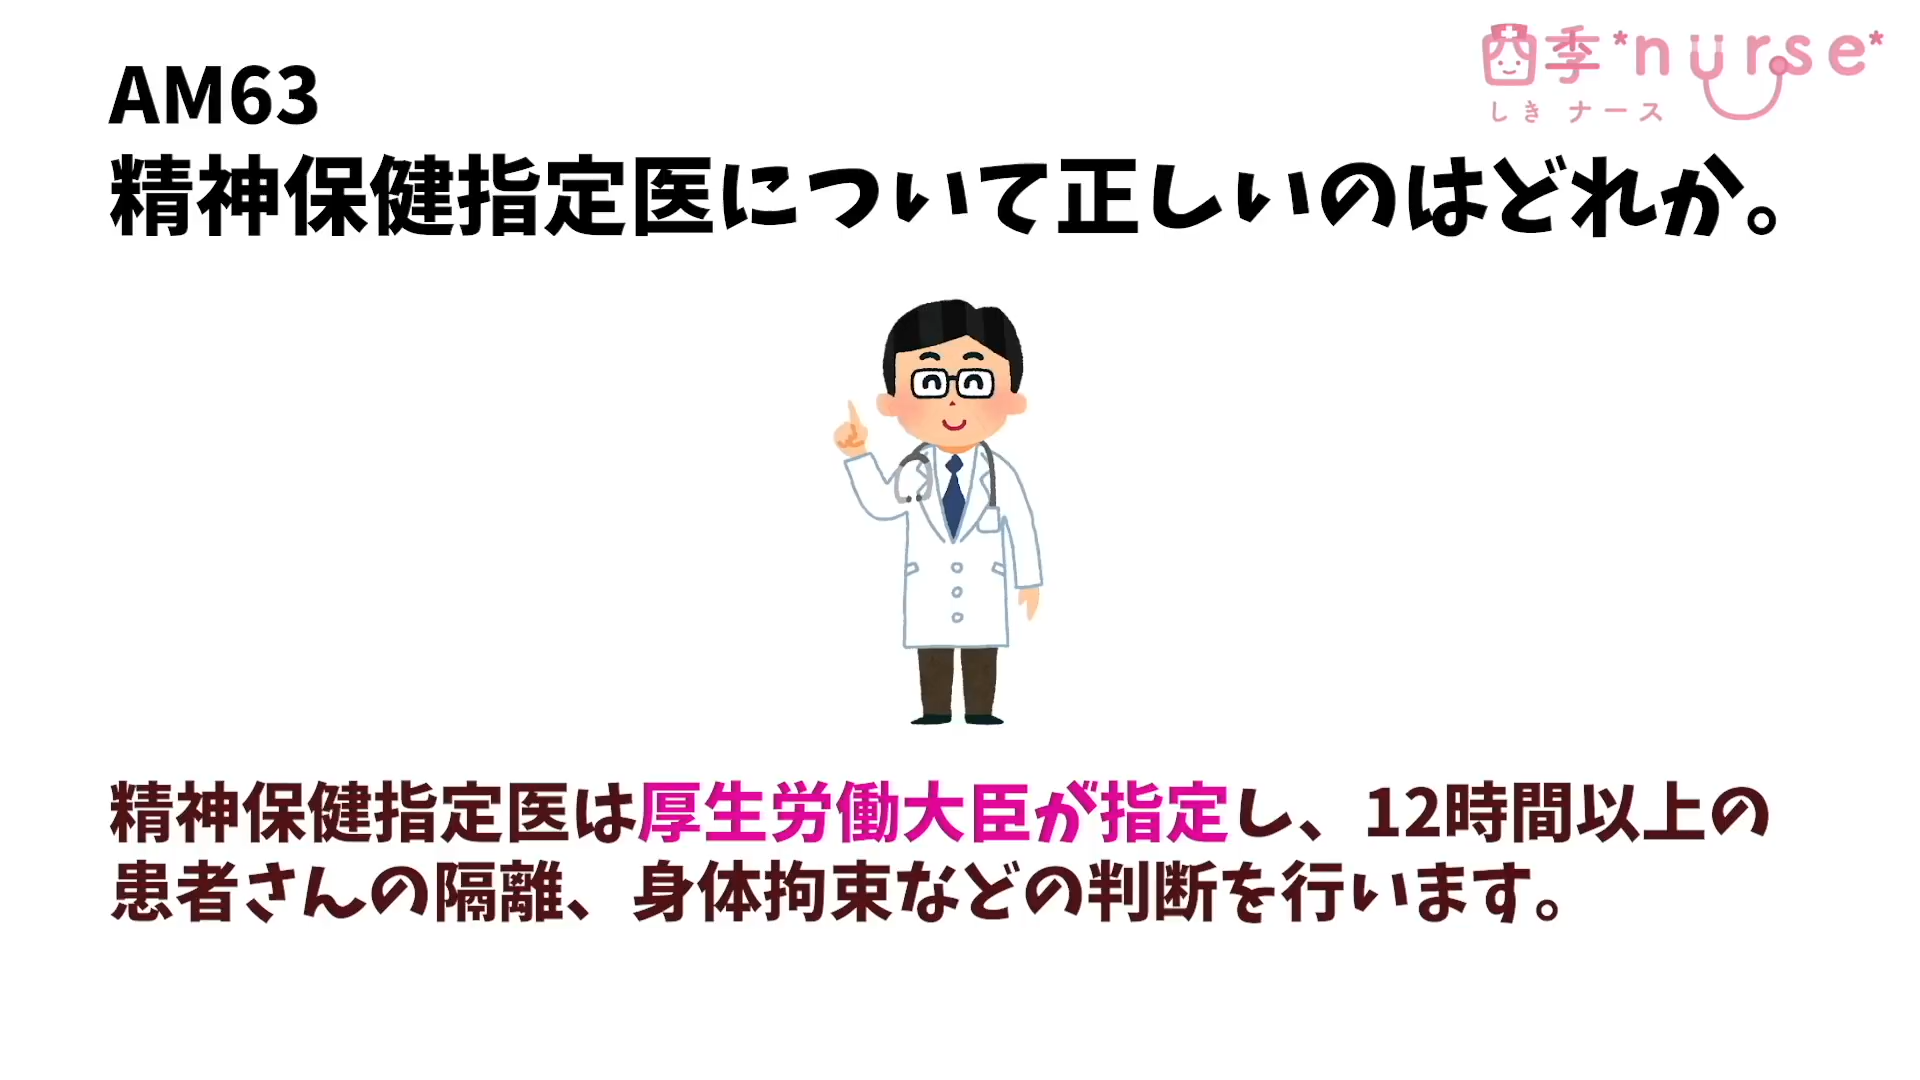 四季*nurse*
しき ナース
AM63
精神保健指定医について正しいのはどれか。
精神保健指定医は厚生労働大臣が指定し、12時間以上の
患者さんの隔離、身体拘束などの判断を行います。